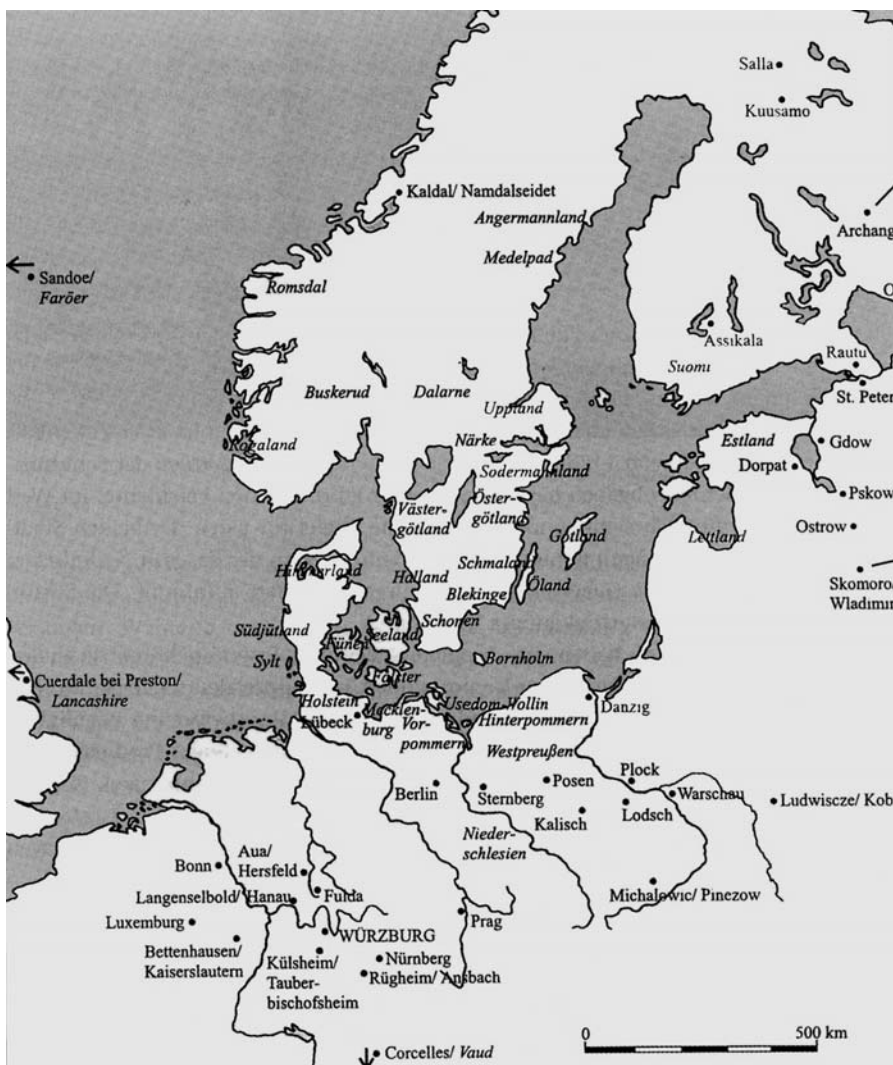 Salla
Kuusamo
Kaldal/ Namdalseidet
Angermannland
Archang
Medelpad
Sandoe/
Faröer
Romsdal
Assikala
Rautu
Suomi
St. Peter
Buskerud
Dalarne
Uppland
Rogaland
Närke
Estland
Gdow
Sodermannland
Dorpat
Väster-
götland
Öster-
götland
Pskow
Gotland
Lettland
Ostrow
Schmaland
Halland
Öland
Skomoro
Wladimir
Blekinge
Südjütland
Schonen
Seeland
Fünen
Sylt
Bornholm
Falster
Cuerdale bei Preston/
Lancashire
Holstein
Lübeck
Mecklen-
burg
Usedom-Wollin
Danzig
Vor-
pommern
Hinterpommern
Westpreußen
Berlin
Sternberg
Posen
Plock
Warschau
Ludwiscze/ Kob
Kalisch
Lodsch
Nieder-
schlesien
Bonn
Aua/
Hersfeld
Langenselbold/ Hanau
Fulda
Michalowic/ Pinezow
Luxemburg
Prag
WÜRZBURG
Bettenhausen/
Kaiserslautern
Külsheim/
Tauber-
bischofsheim
Nürnberg
Rügheim/ Ansbach
0
500 km
Corcelles/ Vaud